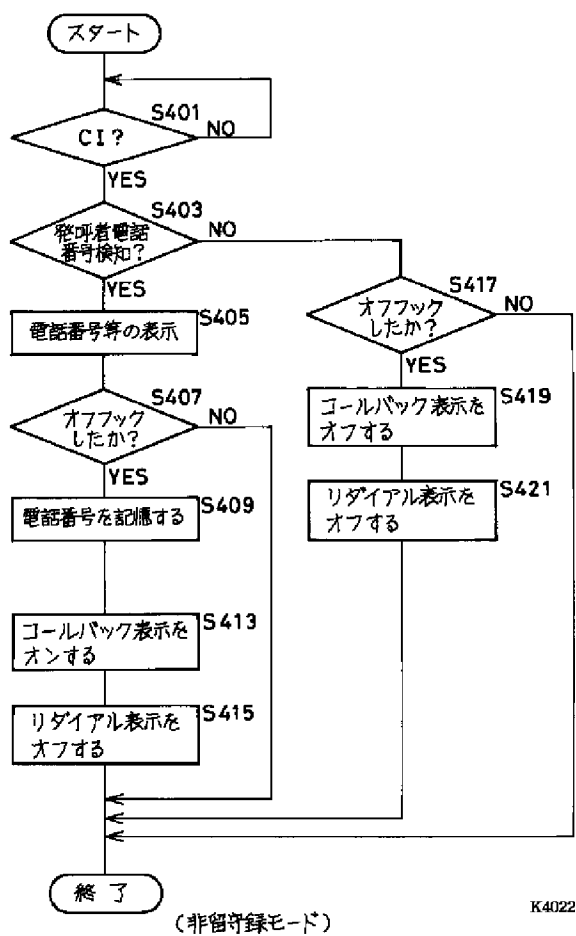 スタート
S401
CI?
NO
YES
S403
発呼者電話
番号検知?
NO
YES
S405
電話番号等の表示
S407
オフフック
したか?
NO
YES
S409
電話番号を記憶する
S413
コールバック表示を
オンする
S415
リダイアル表示を
オフする
S417
オフフック
したか?
NO
YES
S419
コールバック表示を
オフする
S421
リダイアル表示を
オフする
終了
(非留守録モード)
K4022